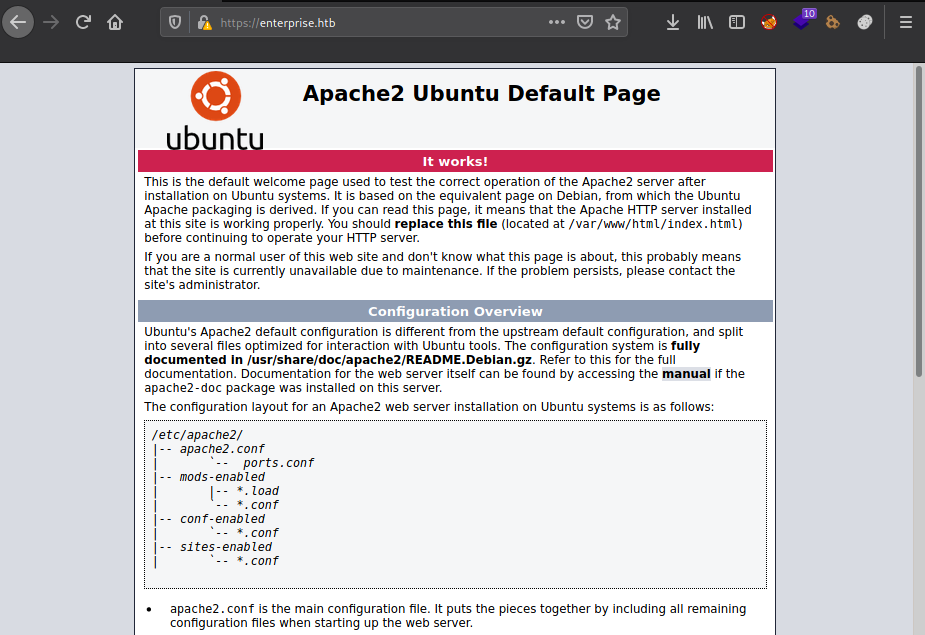 https://enterprise.htb
10
ubuntu
Apache2 Ubuntu Default Page
It works!
This is the default welcome page used to test the correct operation of the Apache2 server after
installation on Ubuntu systems. It is based on the equivalent page on Debian, from which the Ubuntu
Apache packaging is derived. If you can read this page, it means that the Apache HTTP server installed
at this site is working properly. You should replace this file (located at /var/www/html/index.html)
before continuing to operate your HTTP server.
If you are a normal user of this web site and don't know what this page is about, this probably means
that the site is currently unavailable due to maintenance. If the problem persists, please contact the
site's administrator.
Configuration Overview
Ubuntu's Apache2 default configuration is different from the upstream default configuration, and split
into several files optimized for interaction with Ubuntu tools. The configuration system is fully
documented in /usr/share/doc/apache2/README.Debian.gz. Refer to this for the full
documentation. Documentation for the web server itself can be found by accessing the manual if the
apache2-doc package was installed on this server.
The configuration layout for an Apache2 web server installation on Ubuntu systems is as follows:
/etc/apache2/
|-- apache2.conf
|       `--  ports.conf
|-- mods-enabled
|       |-- *.load
|       `-- *.conf
|-- conf-enabled
|       `-- *.conf
|-- sites-enabled
|       `-- *.conf
• apache2.conf is the main configuration file. It puts the pieces together by including all remaining
configuration files when starting up the web server.